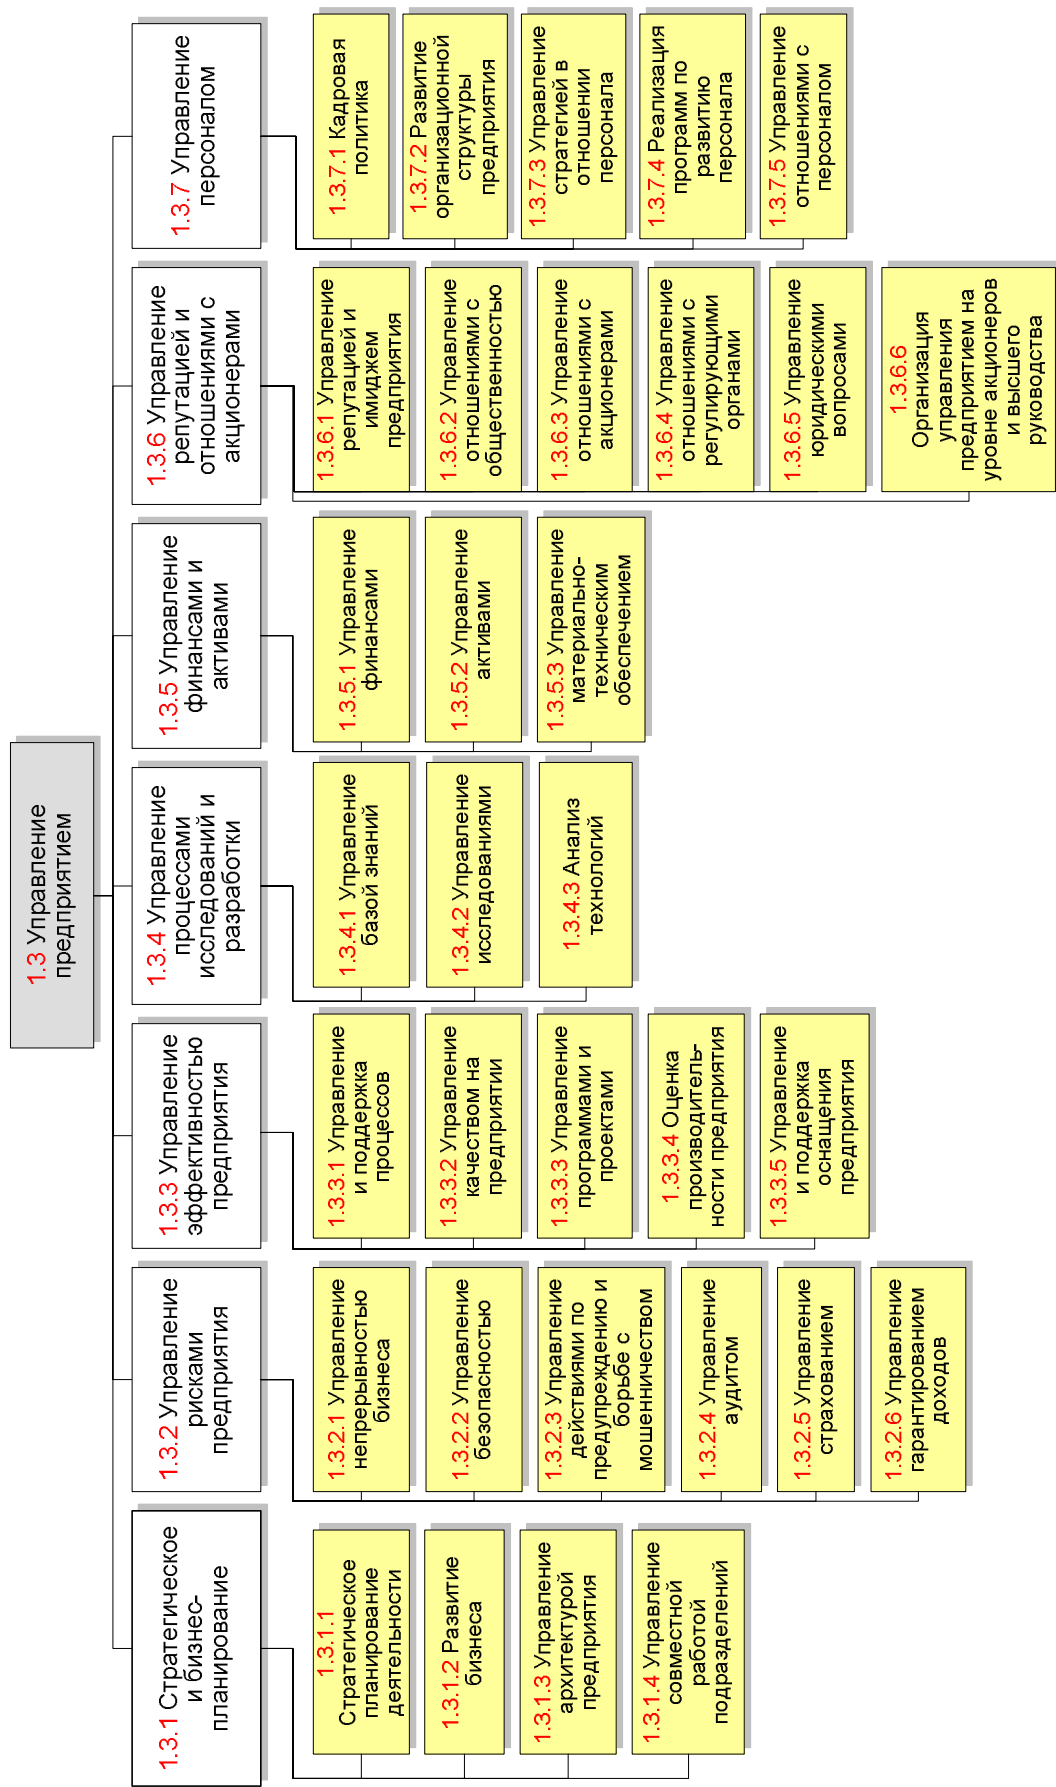 1.3 Управление
предприятием
1.3.1 Стратегическое
и бизнес-
планирование
1.3.1.1
Стратегическое
планирование
деятельности
1.3.1.2 Развитие
бизнеса
1.3.1.3 Управление
архитектурой
предприятия
1.3.1.4 Управление
совместной
работой
подразделений
1.3.2 Управление
рисками
предприятия
1.3.2.1 Управление
непрерывностью
бизнеса
1.3.2.2 Управление
безопасностью
1.3.2.3 Управление
действиями по
предупреждению и
борьбе с
мошенничеством
1.3.2.4 Управление
аудитом
1.3.2.5 Управление
страхованием
1.3.2.6 Управление
гарантированием
доходов
1.3.3 Управление
эффективностью
предприятия
1.3.3.1 Управление
и поддержка
процессов
1.3.3.2 Управление
качеством на
предприятии
1.3.3.3 Управление
программами и
проектами
1.3.3.4 Оценка
производитель-
ности предприятия
1.3.3.5 Управление
и поддержка
оснащения
предприятия
1.3.4 Управление
процессами
исследований и
разработки
1.3.4.1 Управление
базой знаний
1.3.4.2 Управление
исследованиями
1.3.4.3 Анализ
технологий
1.3.5 Управление
финансами и
активами
1.3.5.1 Управление
финансами
1.3.5.2 Управление
активами
1.3.5.3 Управление
материально-
техническим
обеспечением
1.3.6 Управление
репутацией и
отношениями с
акционерами
1.3.6.1 Управление
репутацией и
имиджем
предприятия
1.3.6.2 Управление
отношениями с
общественностью
1.3.6.3 Управление
отношениями с
акционерами
1.3.6.4 Управление
отношениями с
регулирующими
органами
1.3.6.5 Управление
юридическими
вопросами
1.3.6.6
Организация
управления
предприятием на
уровне акционеров
и высшего
руководства
1.3.7 Управление
персоналом
1.3.7.1 Кадровая
политика
1.3.7.2 Развитие
организационной
структуры
предприятия
1.3.7.3 Управление
стратегией в
отношении
персонала
1.3.7.4 Реализация
программ по
развитию
персонала
1.3.7.5 Управление
отношениями с
персоналом